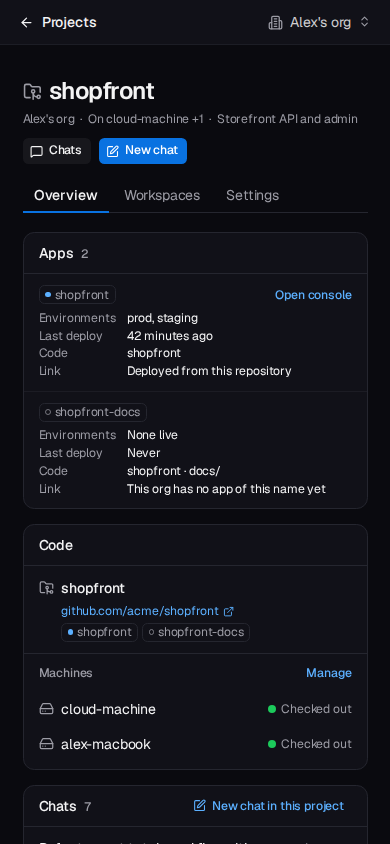 Projects
Alex's org
shopfront
Alex's org · On cloud-machine +1 · Storefront API and admin
Chats
New chat
Overview Workspaces Settings
Apps 2
shopfront Open console
Environments prod, staging
Last deploy 42 minutes ago
Code shopfront
Link Deployed from this repository
shopfront-docs
Environments None live
Last deploy Never
Code shopfront · docs/
Link This org has no app of this name yet
Code
shopfront
github.com/acme/shopfront
shopfront shopfront-docs
Machines Manage
cloud-machine Checked out
alex-macbook Checked out
Chats 7 New chat in this project